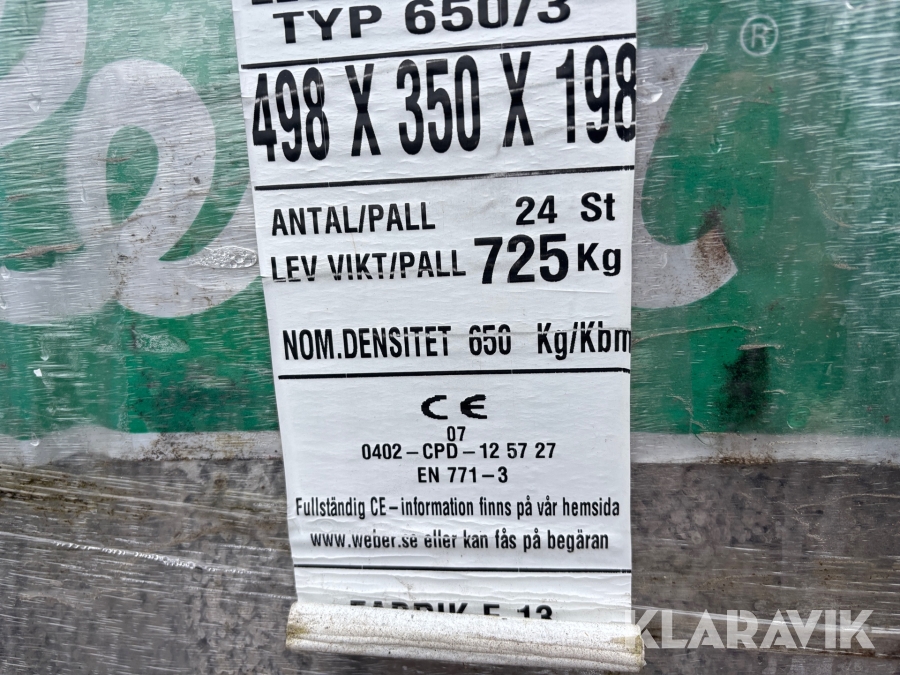 TYP 650/3
498 X 350 X 198
ANTAL/PALL 24 St
LEV VIKT/PALL 725 Kg
NOM.DENSITET 650 Kg/Kbm
CE
07
0402-CPD-12 57 27
EN 771-3
Fullständig CE-information finns på vår hemsida
www.weber.se eller kan fås på begäran
FABRIK F. 13
®
KLARAVIK